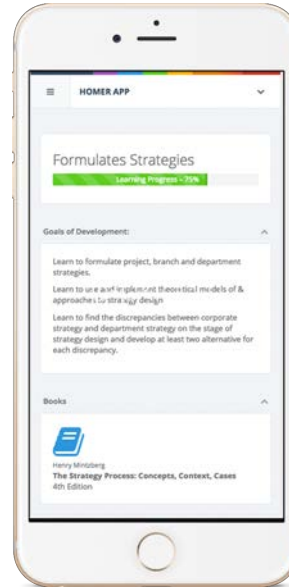 HOMER APP
Formulates Strategies
Learning Progress - 75%
Goals of Development:
Learn to formulate project, branch and department
strategies.
Learn to use and implement theoretical models of &
approaches to strategy design
Learn to find the discrepancies between corporate
strategy and department strategy on the stage of
strategy design and develop at least two alternative for
each discrepancy.
Books
Henry Mintzberg
The Strategy Process: Concepts, Context, Cases
4th Edition